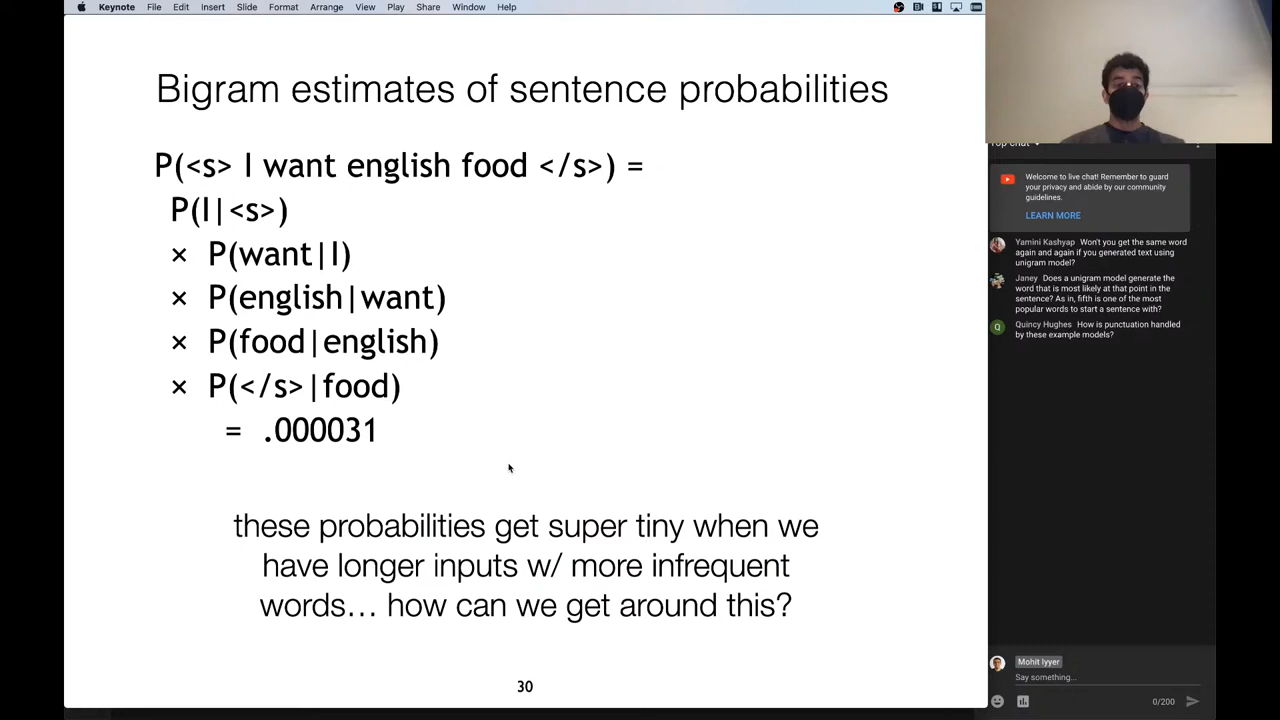 Keynote File Edit Insert Slide Format Arrange View Play Share Window Help
Bigram estimates of sentence probabilities
P(<s> I want english food </s>) =
P(I|<s>)
× P(want|I)
× P(english|want)
× P(food|english)
× P(</s>|food)
= .000031
these probabilities get super tiny when we
have longer inputs w/ more infrequent
words… how can we get around this?
30
Top chat
Welcome to live chat! Remember to guard
your privacy and abide by our community
guidelines.
LEARN MORE
Yamini Kashyap Won't you get the same word
again and again if you generated text using
unigram model?
Janey Does a unigram model generate the
word that is most likely at that point in the
sentence? As in, fifth is one of the most
popular words to start a sentence with?
Q
Quincy Hughes How is punctuation handled
by these example models?
Mohit Iyyer
Say something...
0/200